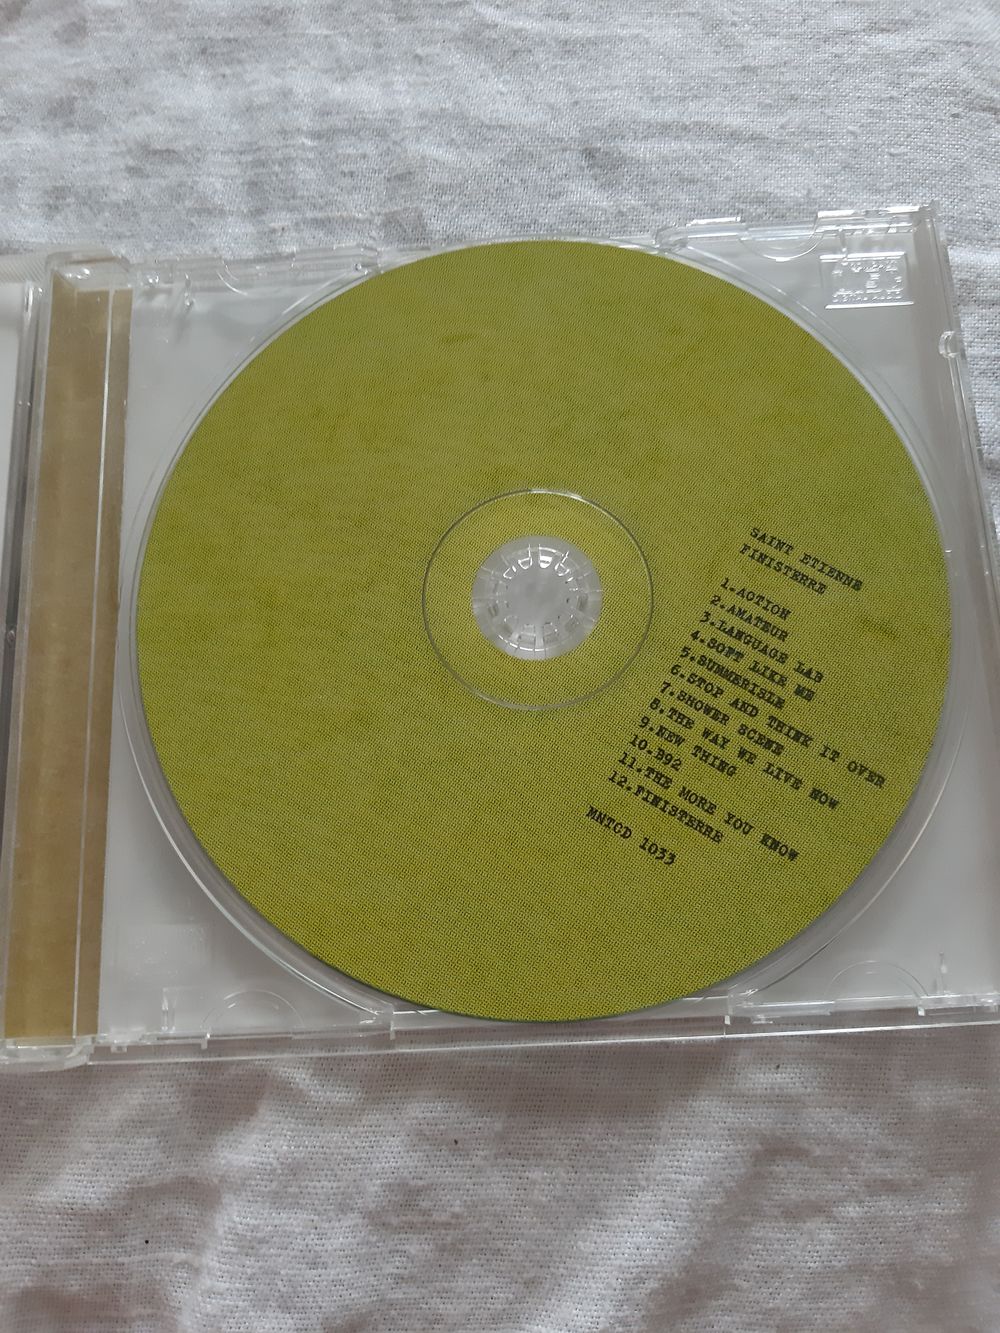 SAINT ETIENNE
FINISTERRE
1.ACTION
2.AMATEUR
3.LANGUAGE LAB
4.SOFT LIKE ME
5.SUMMERISLE
6.STOP AND THINK IT OVER
7.SHOWER SCENE
8.THE WAY WE LIVE NOW
9.NEW THING
10.B92
11.THE MORE YOU KNOW
12.FINISTERRE
MNTCD 1033
DIGITAL AUDIO